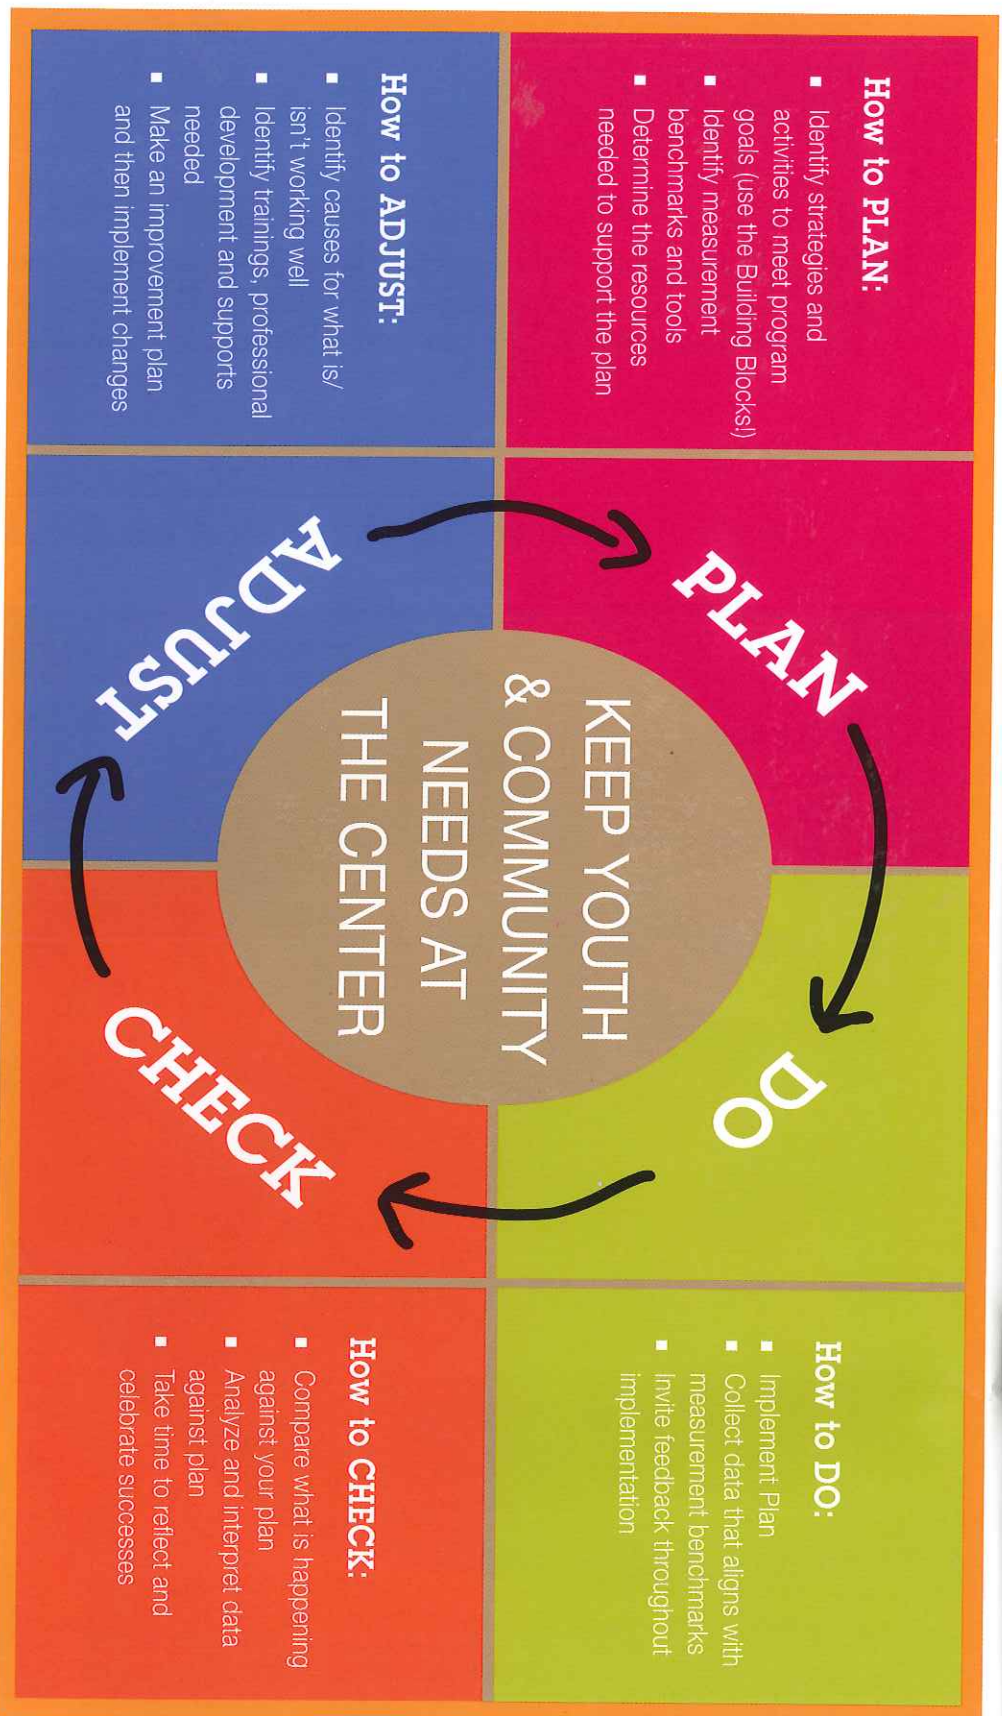 How to PLAN:
▪ Identify strategies and
activities to meet program
goals (use the Building Blocks!)
▪ Identify measurement
benchmarks and tools
▪ Determine the resources
needed to support the plan
PLAN
DO
How to DO:
▪ Implement Plan
▪ Collect data that aligns with
measurement benchmarks
▪ Invite feedback throughout
implementation
KEEP YOUTH
& COMMUNITY
NEEDS AT
THE CENTER
How to ADJUST:
▪ Identify causes for what is/
isn't working well
▪ Identify trainings, professional
development and supports
needed
▪ Make an improvement plan
and then implement changes
ADJUST
CHECK
How to CHECK:
▪ Compare what is happening
against your plan
▪ Analyze and interpret data
against plan
▪ Take time to reflect and
celebrate successes